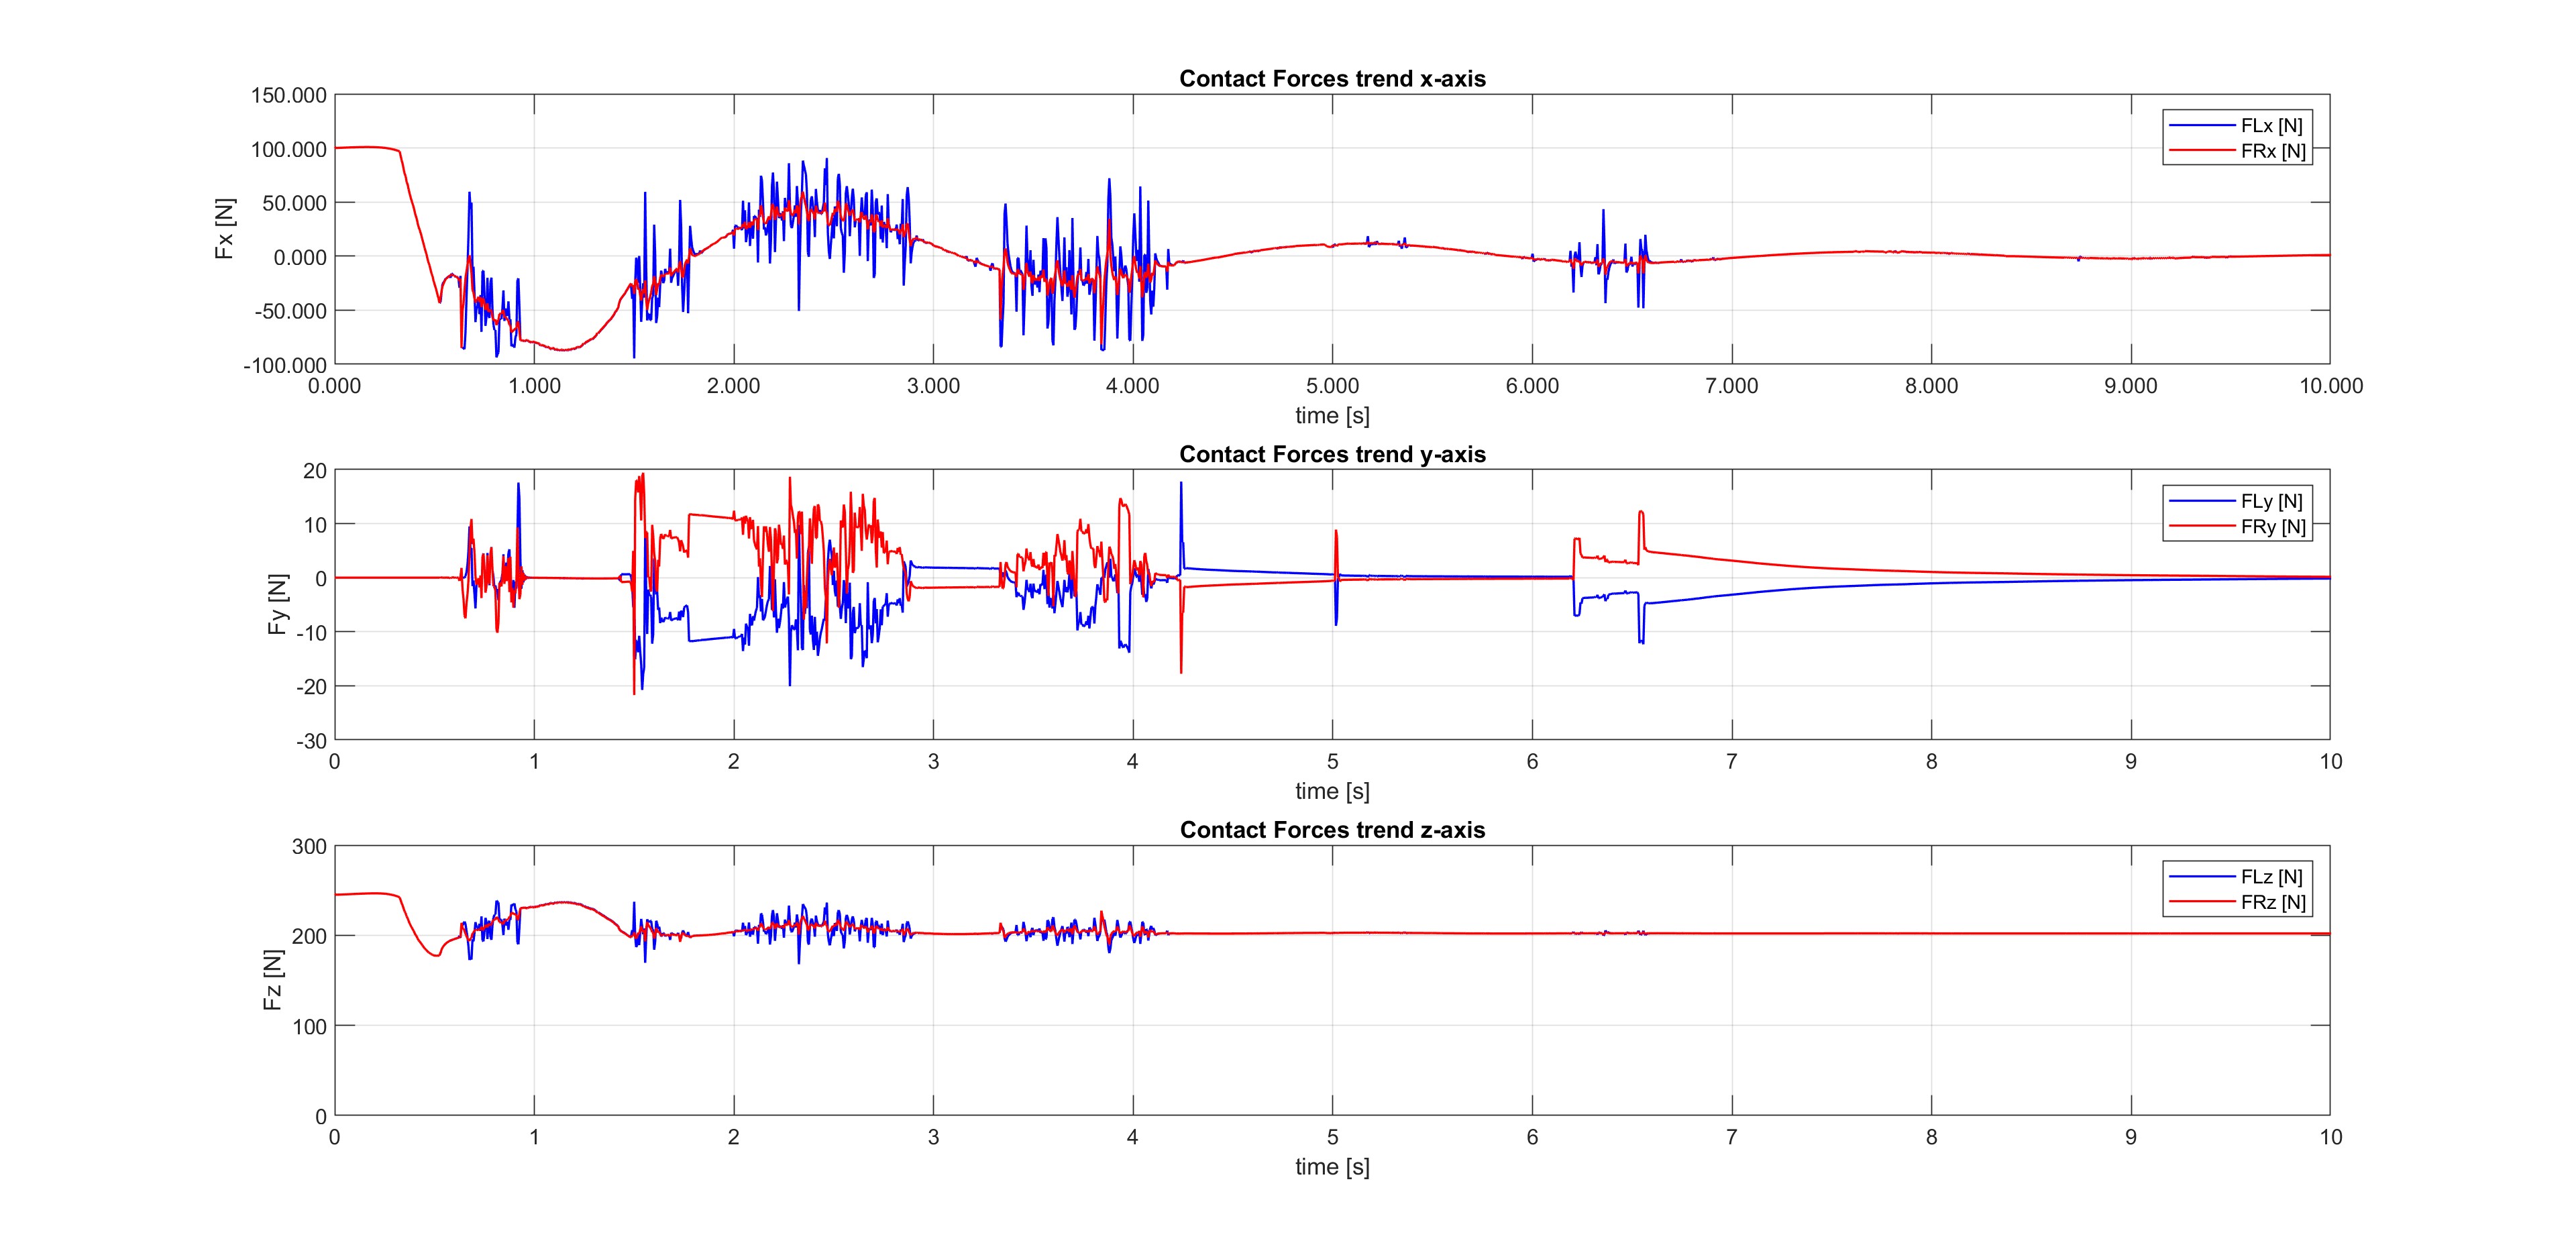 Contact Forces trend x-axis
150.000
100.000
50.000
0.000
-50.000
-100.000
Fx [N]
FLx [N]
FRx [N]
0.000 1.000 2.000 3.000 4.000 5.000 6.000 7.000 8.000 9.000 10.000
time [s]
Contact Forces trend y-axis
20
10
0
-10
-20
-30
Fy [N]
FLy [N]
FRy [N]
0 1 2 3 4 5 6 7 8 9 10
time [s]
Contact Forces trend z-axis
300
200
100
0
Fz [N]
FLz [N]
FRz [N]
0 1 2 3 4 5 6 7 8 9 10
time [s]